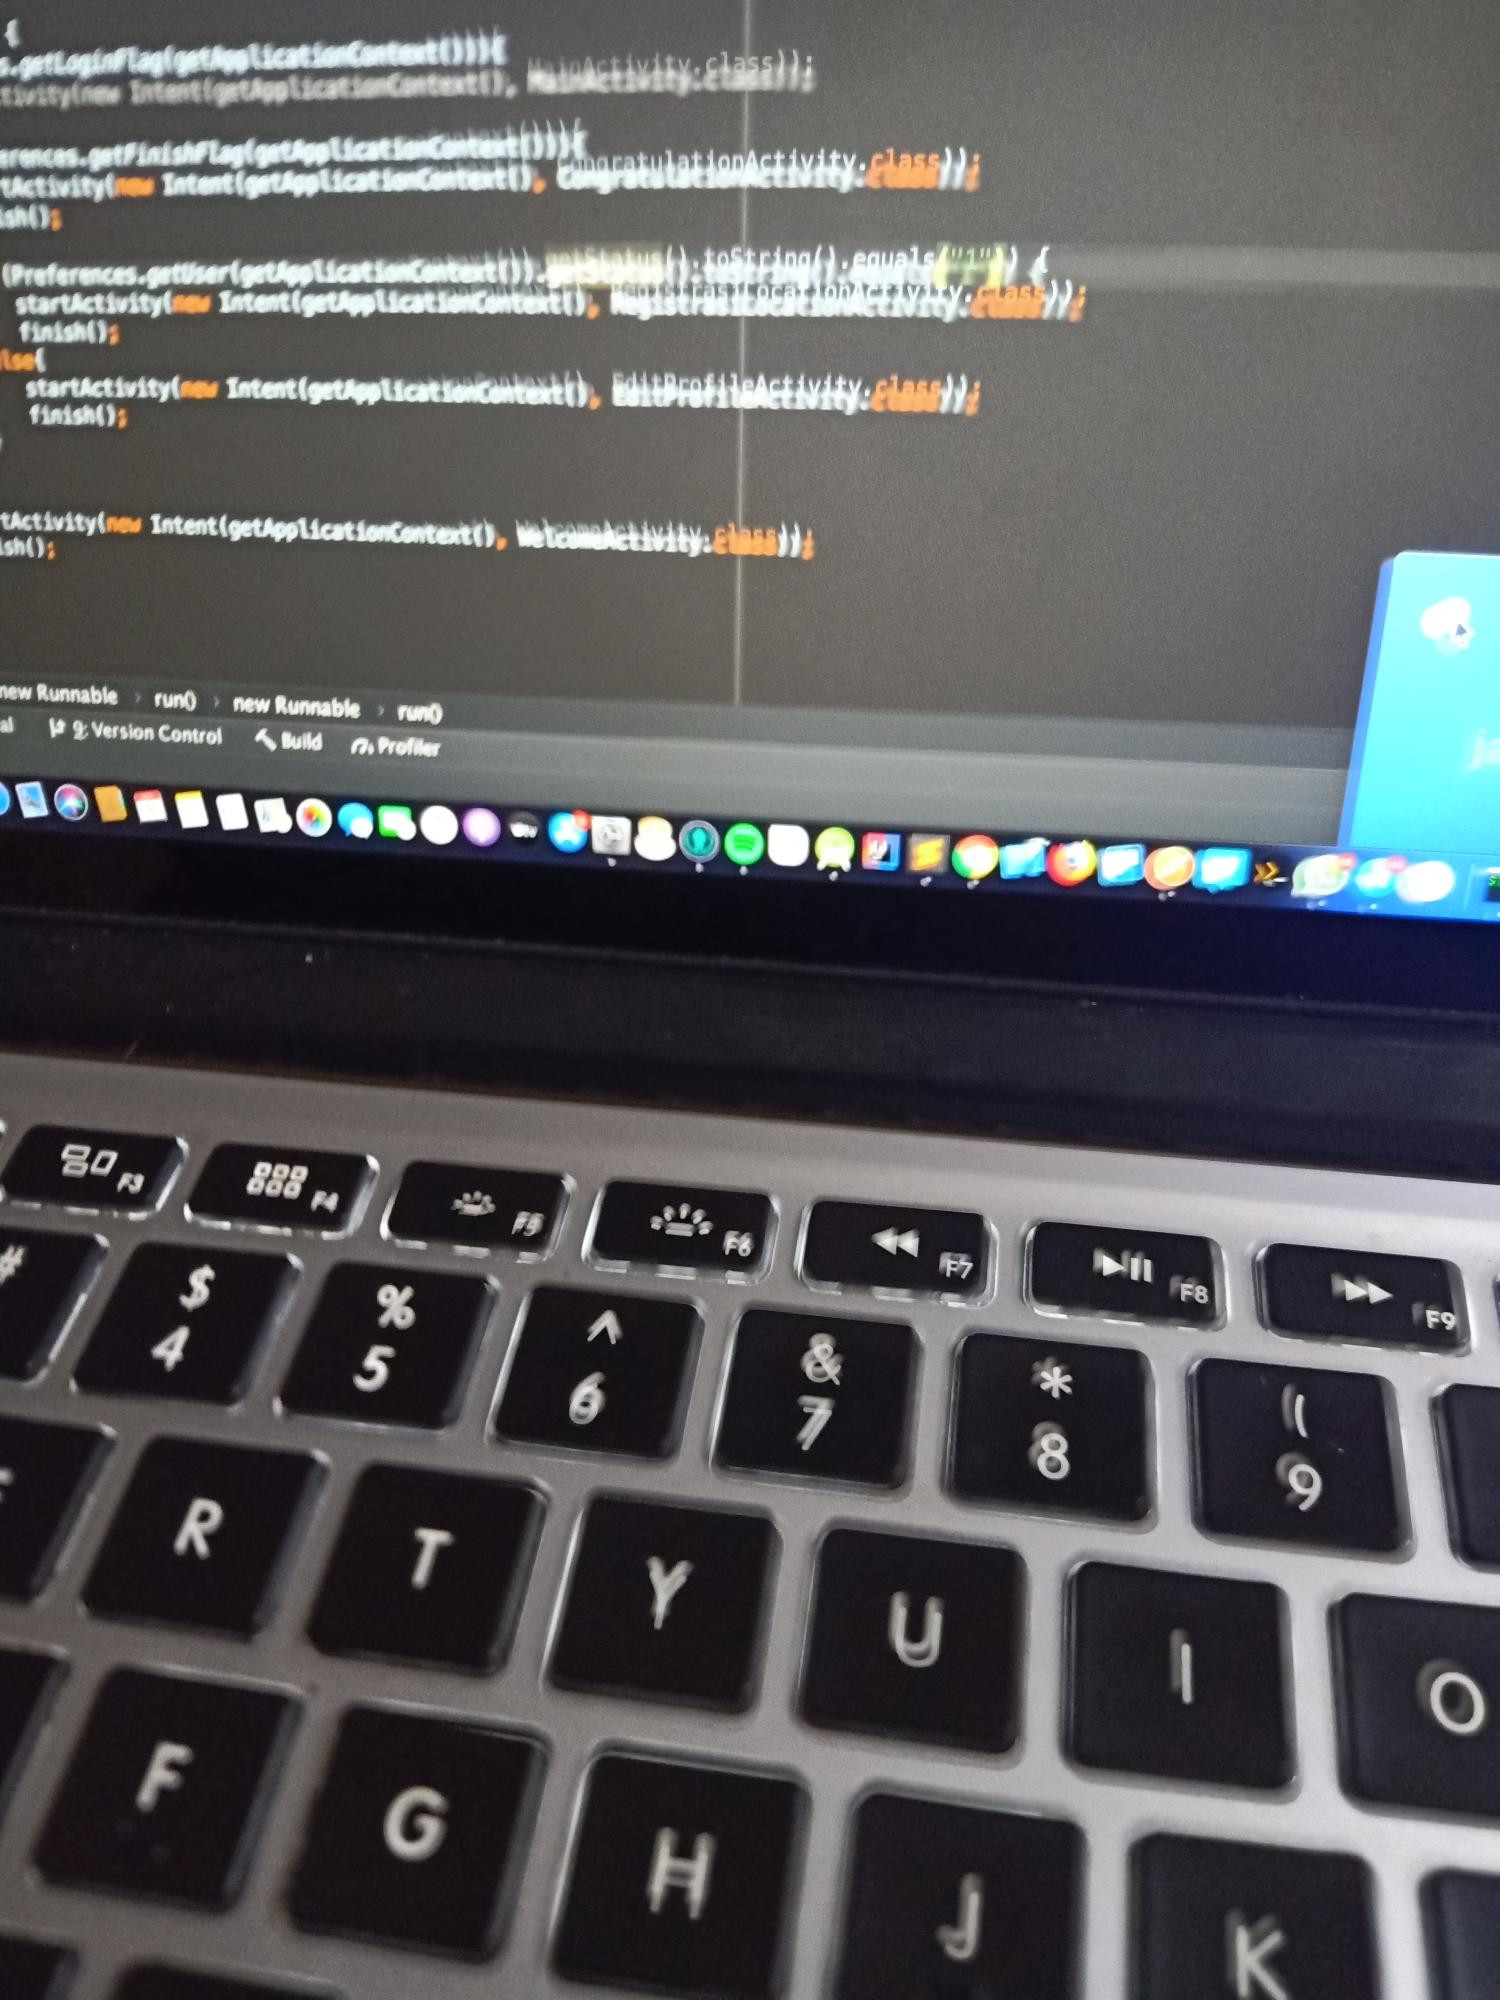 {
s.getLoginFlag(getApplicationContext())){
tivity(new Intent(getApplicationContext(), MainActivity.class));
erences.getFinishFlag(getApplicationContext())){
tActivity(new Intent(getApplicationContext(), CongratulationActivity.class));
ish();
(Preferences.getUser(getApplicationContext()).getStatus().toString().equals("1")) {
startActivity(new Intent(getApplicationContext(), RegistrasiLocationActivity.class));
finish();
lse{
startActivity(new Intent(getApplicationContext(), EditProfileActivity.class));
finish();
tActivity(new Intent(getApplicationContext(), WelcomeActivity.class));
ish();
new Runnable › run() › new Runnable › run()
al 9: Version Control Build Profiler
ja
tv
F3 F4 F5 F6 F7 F8 F9
# $ % ^ & * (
4 5 6 7 8 9
R T Y U I O
F G H J K